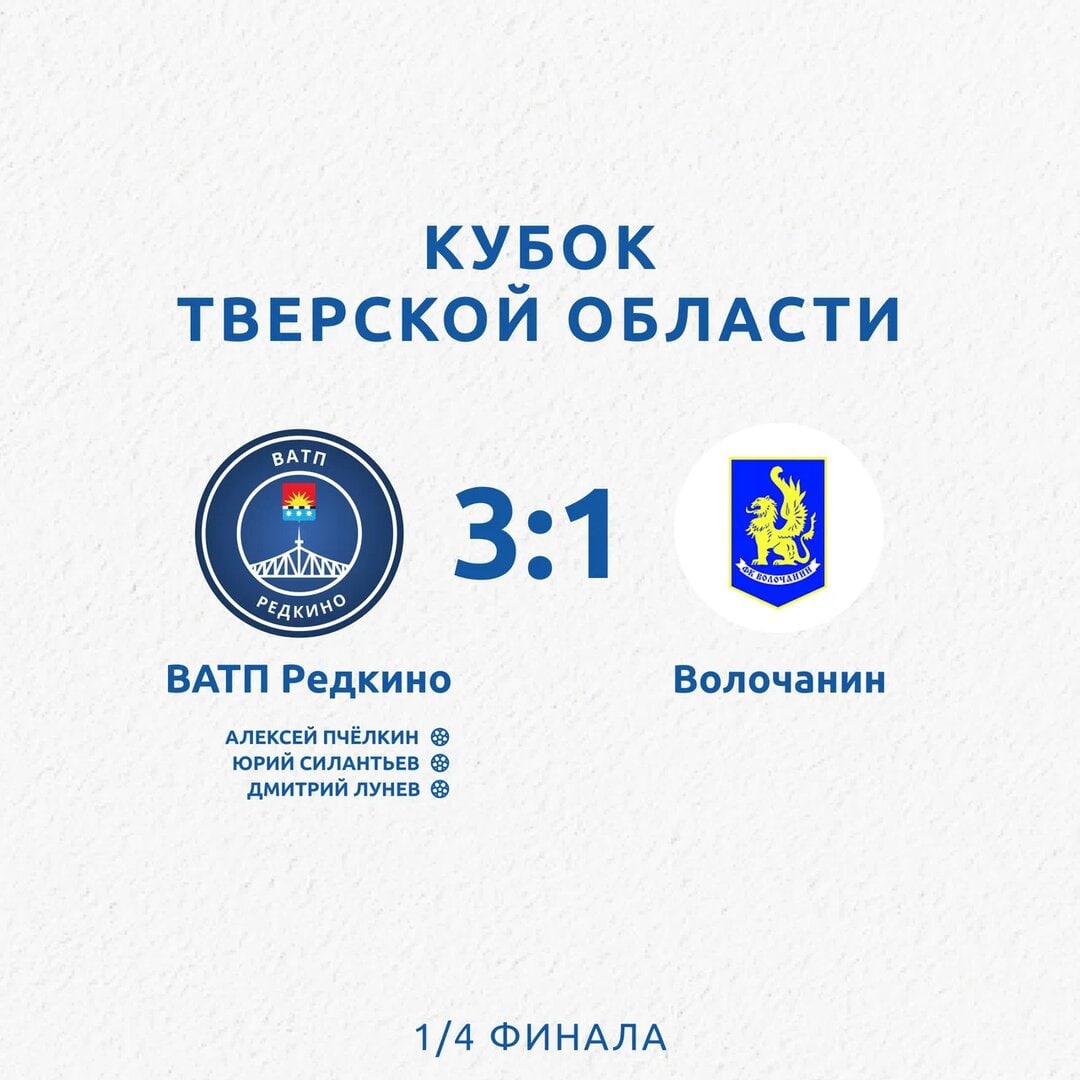 КУБОК
ТВЕРСКОЙ ОБЛАСТИ
ВАТП
РЕДКИНО
3:1
ФК ВОЛОЧАНИН
ВАТП Редкино
Волочанин
АЛЕКСЕЙ ПЧЁЛКИН
ЮРИЙ СИЛАНТЬЕВ
ДМИТРИЙ ЛУНЕВ
1/4 ФИНАЛА